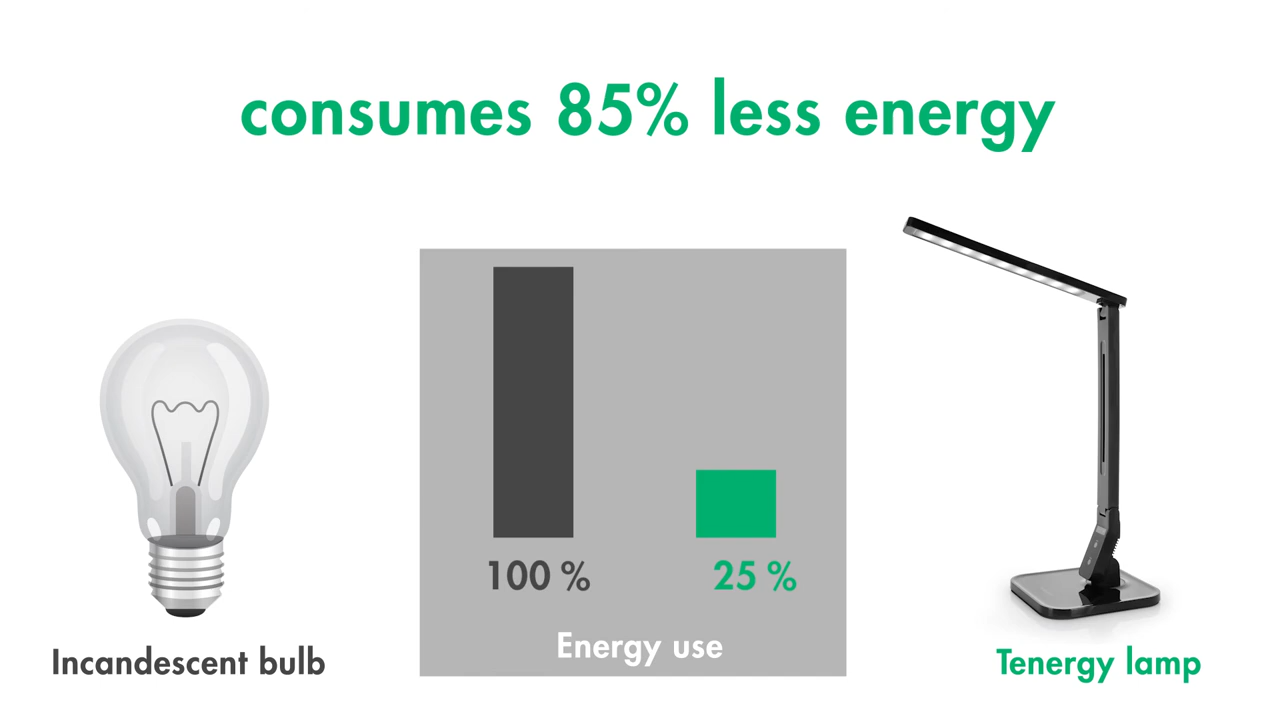 consumes 85% less energy
100 %
25 %
Energy use
Incandescent bulb
Tenergy lamp